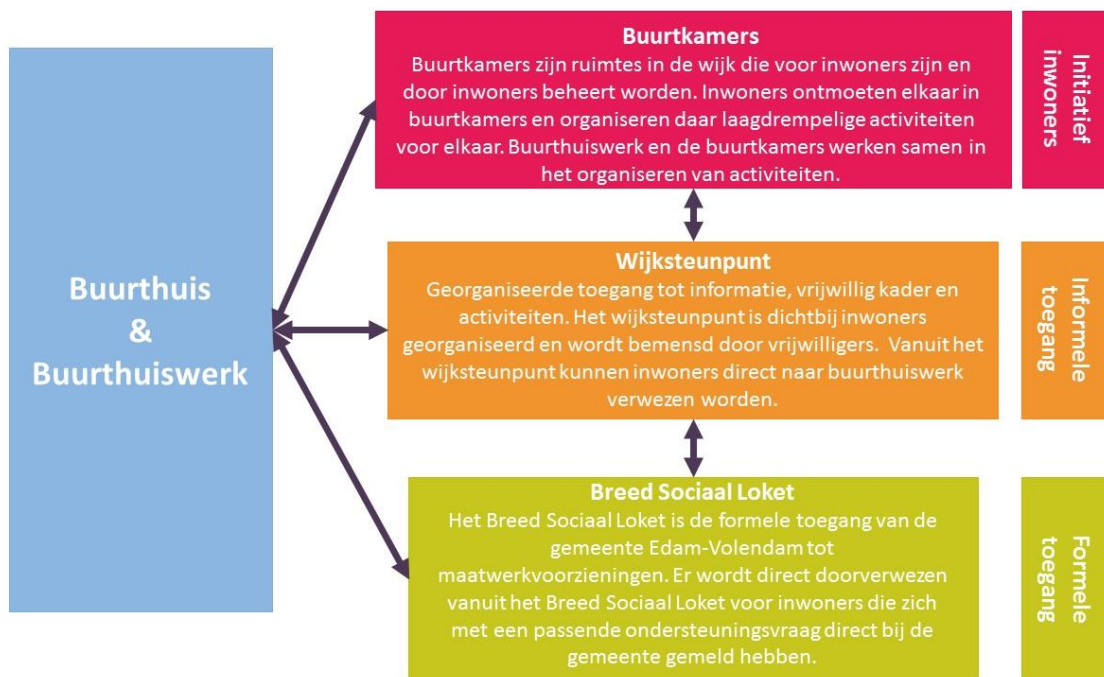 Buurthuis
&
Buurthuiswerk
Buurtkamers
Buurtkamers zijn ruimtes in de wijk die voor inwoners zijn en
door inwoners beheert worden. Inwoners ontmoeten elkaar in
buurtkamers en organiseren daar laagdrempelige activiteiten
voor elkaar. Buurthuiswerk en de buurtkamers werken samen in
het organiseren van activiteiten.
Initiatief
inwoners
Wijksteunpunt
Georganiseerde toegang tot informatie, vrijwillig kader en
activiteiten. Het wijksteunpunt is dichtbij inwoners
georganiseerd en wordt bemensd door vrijwilligers. Vanuit het
wijksteunpunt kunnen inwoners direct naar buurthuiswerk
verwezen worden.
Informele
toegang
Breed Sociaal Loket
Het Breed Sociaal Loket is de formele toegang van de
gemeente Edam-Volendam tot
maatwerkvoorzieningen. Er wordt direct doorverwezen
vanuit het Breed Sociaal Loket voor inwoners die zich
met een passende ondersteuningsvraag direct bij de
gemeente gemeld hebben.
Formele
toegang